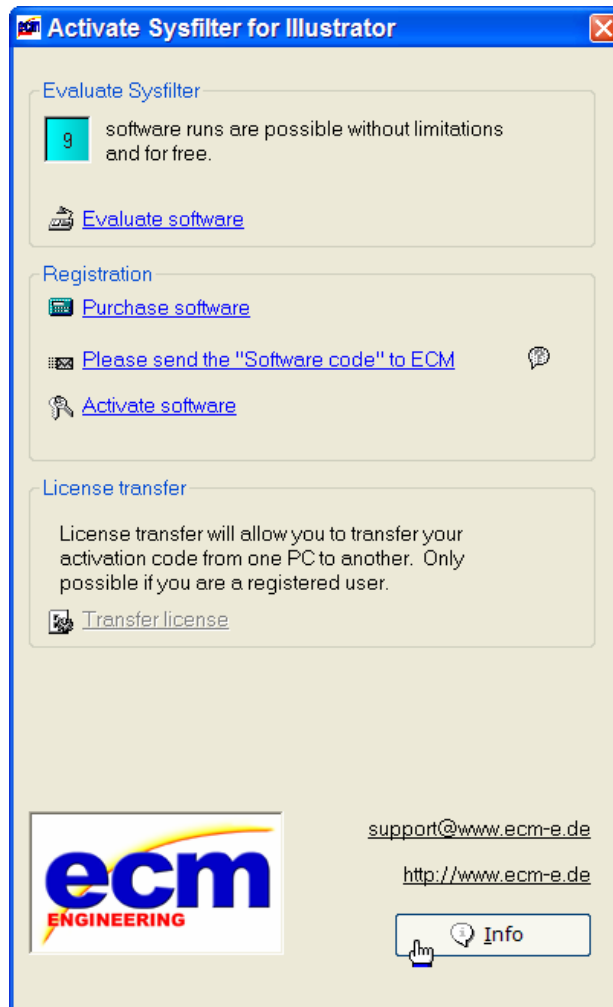 ecm Activate Sysfilter for Illustrator
Evaluate Sysfilter
9
software runs are possible without limitations
and for free.
Evaluate software
Registration
Purchase software
Please send the "Software code" to ECM
Activate software
License transfer
License transfer will allow you to transfer your
activation code from one PC to another. Only
possible if you are a registered user.
Transfer license
ecm
ENGINEERING
support@www.ecm-e.de
http://www.ecm-e.de
Info